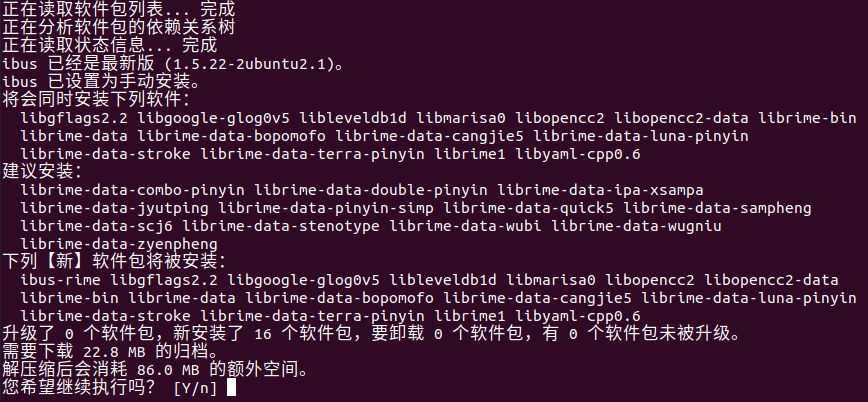 正在读取软件包列表... 完成
正在分析软件包的依赖关系树
正在读取状态信息... 完成
ibus 已经是最新版 (1.5.22-2ubuntu2.1)。
ibus 已设置为手动安装。
将会同时安装下列软件：
libgflags2.2 libgoogle-glog0v5 libleveldb1d libmarisa0 libopencc2 libopencc2-data librime-bin
librime-data librime-data-bopomofo librime-data-cangjie5 librime-data-luna-pinyin
librime-data-stroke librime-data-terra-pinyin librime1 libyaml-cpp0.6
建议安装：
librime-data-combo-pinyin librime-data-double-pinyin librime-data-ipa-xsampa
librime-data-jyutping librime-data-pinyin-simp librime-data-quick5 librime-data-sampheng
librime-data-scj6 librime-data-stenotype librime-data-wubi librime-data-wugniu
librime-data-zyenpheng
下列【新】软件包将被安装：
ibus-rime libgflags2.2 libgoogle-glog0v5 libleveldb1d libmarisa0 libopencc2 libopencc2-data
librime-bin librime-data librime-data-bopomofo librime-data-cangjie5 librime-data-luna-pinyin
librime-data-stroke librime-data-terra-pinyin librime1 libyaml-cpp0.6
升级了 0 个软件包，新安装了 16 个软件包，要卸载 0 个软件包，有 0 个软件包未被升级。
需要下载 22.8 MB 的归档。
解压缩后会消耗 86.0 MB 的额外空间。
您希望继续执行吗？ [Y/n]